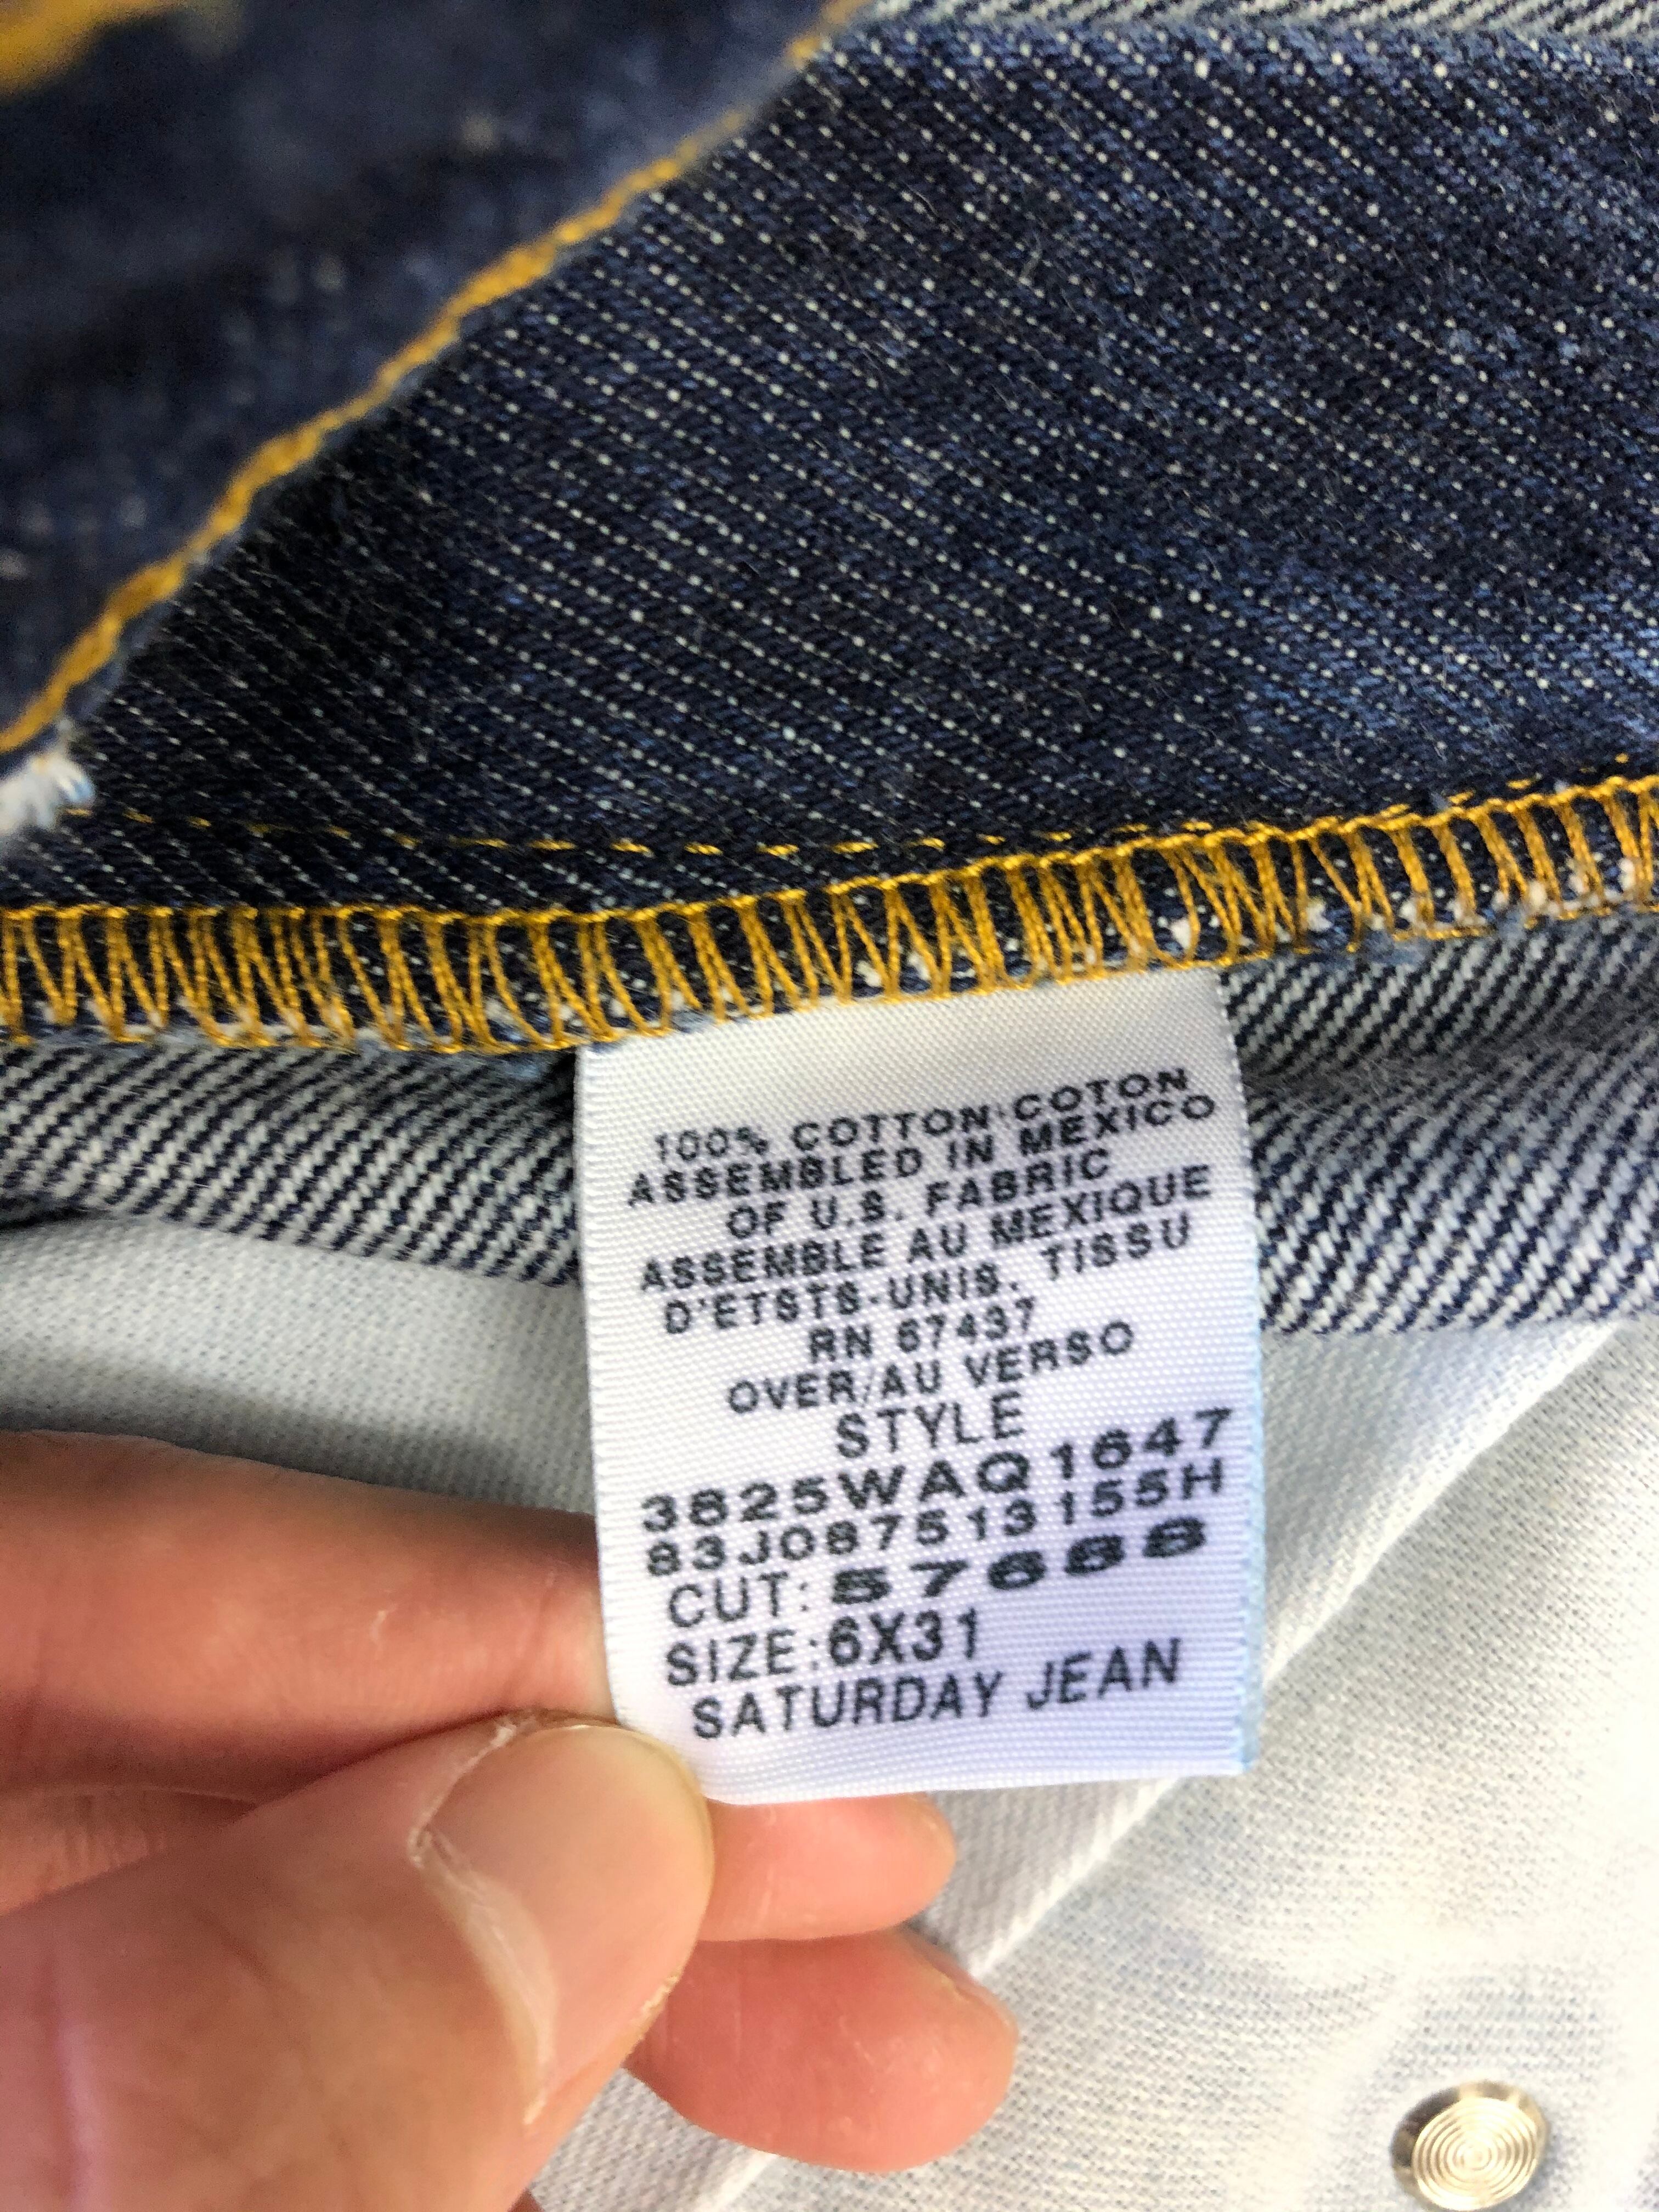 100% COTTON\COTON
ASSEMBLED IN MEXICO
OF U.S. FABRIC
ASSEMBLE AU MEXIQUE
D'ETSTS-UNIS. TISSU
RN 67437
OVER/AU VERSO
STYLE
3825WAQ1647
83J087513155H
CUT: 57688
SIZE:6X31
SATURDAY JEAN